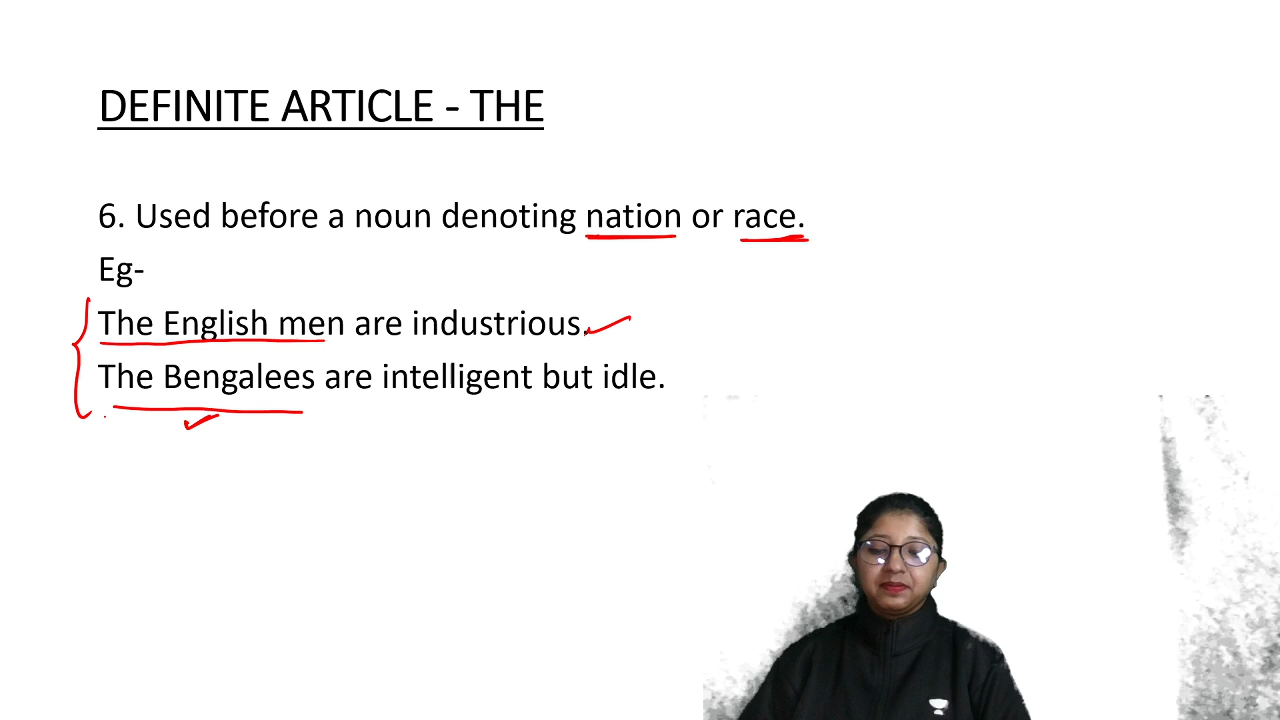 DEFINITE ARTICLE - THE
6. Used before a noun denoting nation or race.
Eg-
The English men are industrious.
The Bengalees are intelligent but idle.